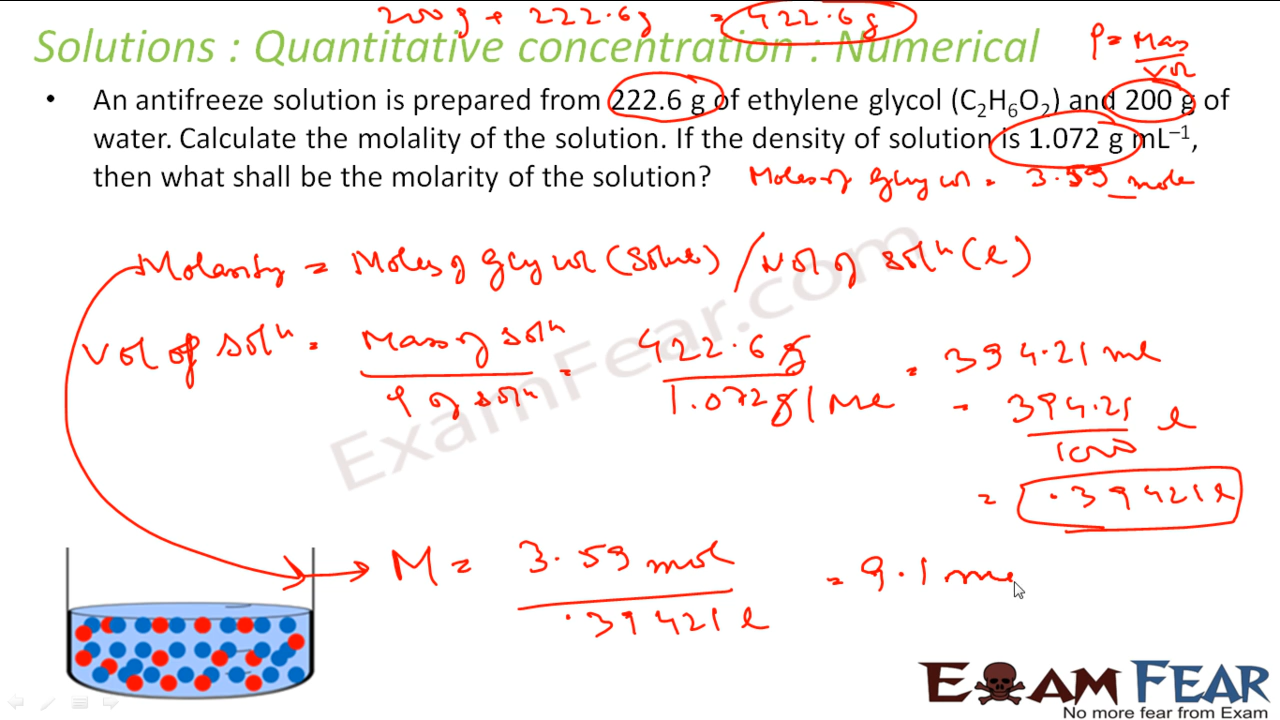 200 g + 222.6 g = 422.6 g
Solutions : Quantitative concentration : Numerical
ρ = Mass / Vol
• An antifreeze solution is prepared from 222.6 g of ethylene glycol (C₂H₆O₂) and 200 g of
water. Calculate the molality of the solution. If the density of solution is 1.072 g mL⁻¹,
then what shall be the molarity of the solution?
Moles of glycol = 3.59 mole
Molarity = Moles of glycol (solute) / Vol of solⁿ (l)
Vol of solⁿ = Mass of solⁿ / ρ of solⁿ = 422.6 g / 1.072 g/ml = 394.21 ml
= 394.21 / 1000 l
= .39421 l
M = 3.59 mol / .39421 l = 9.1
ExamFear.com
EXAM FEAR
No more fear from Exam